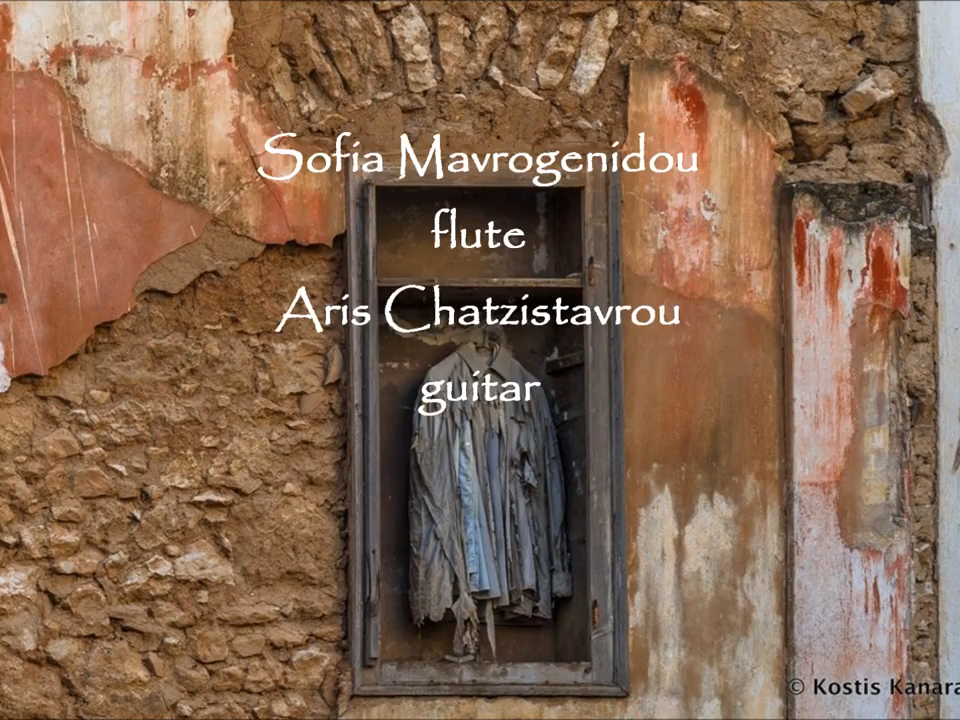 Sofia Mavrogenidou
flute
Aris Chatzistavrou
guitar
© Kostis Kanara